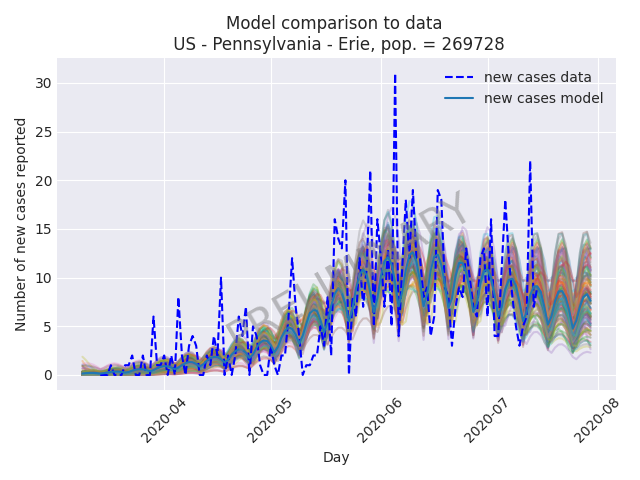 Model comparison to data
US - Pennsylvania - Erie, pop. = 269728
new cases data
new cases model
PRELIMINARY
Number of new cases reported
30
25
20
15
10
5
0
2020-04
2020-05
2020-06
2020-07
2020-08
Day